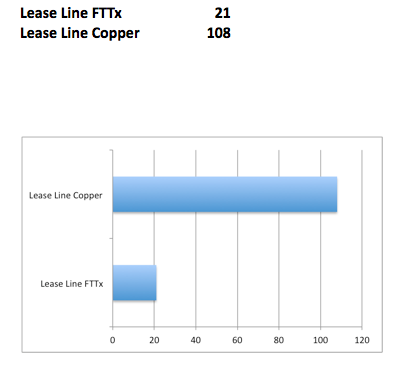 Lease Line FTTx 21
Lease Line Copper 108
Lease Line Copper
Lease Line FTTx
0 20 40 60 80 100 120